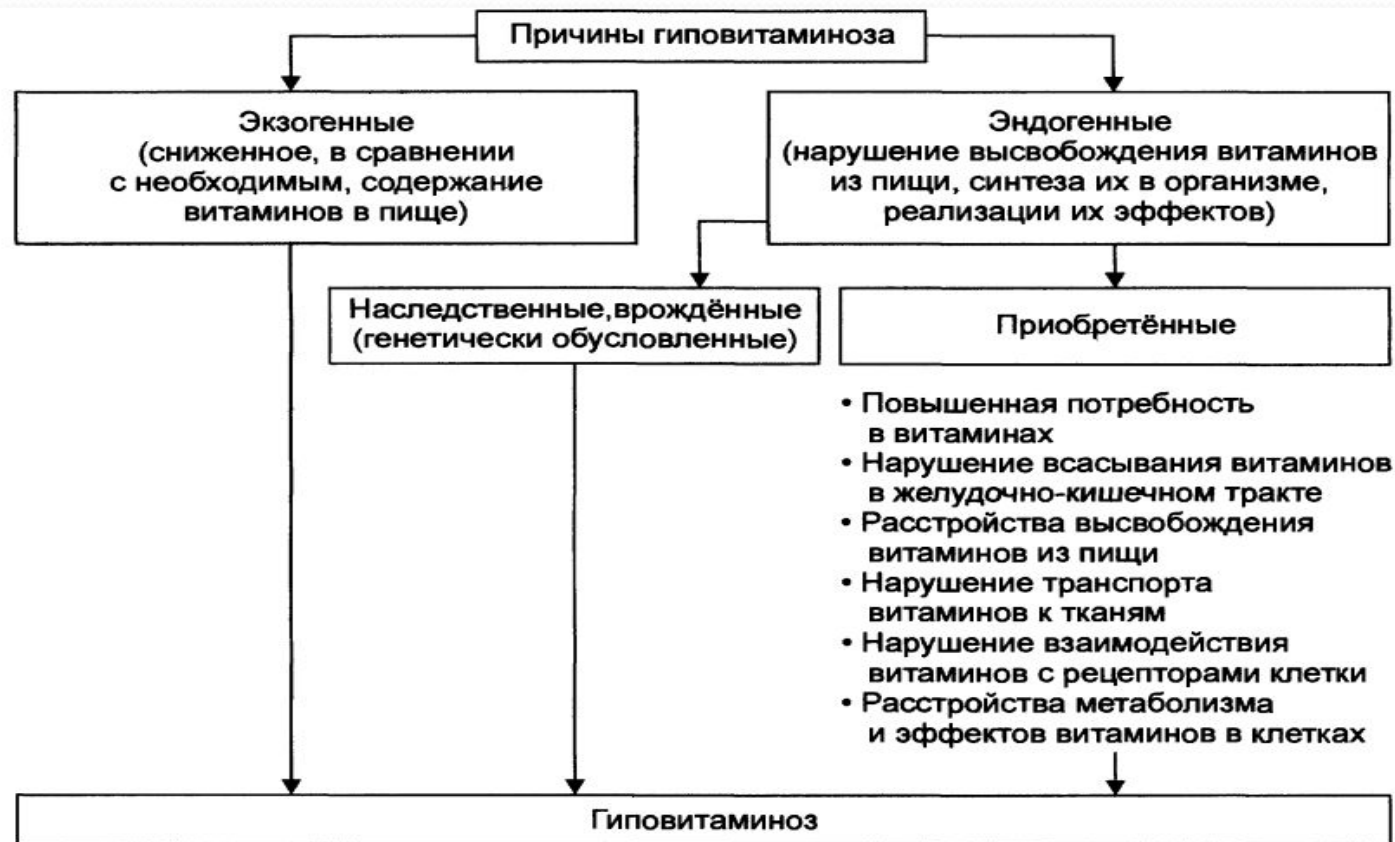 Причины гиповитаминоза
Экзогенные
(сниженное, в сравнении
с необходимым, содержание
витаминов в пище)
Эндогенные
(нарушение высвобождения витаминов
из пищи, синтеза их в организме,
реализации их эффектов)
Наследственные,врождённые
(генетически обусловленные)
Приобретённые
• Повышенная потребность
в витаминах
• Нарушение всасывания витаминов
в желудочно-кишечном тракте
• Расстройства высвобождения
витаминов из пищи
• Нарушение транспорта
витаминов к тканям
• Нарушение взаимодействия
витаминов с рецепторами клетки
• Расстройства метаболизма
и эффектов витаминов в клетках
Гиповитаминоз